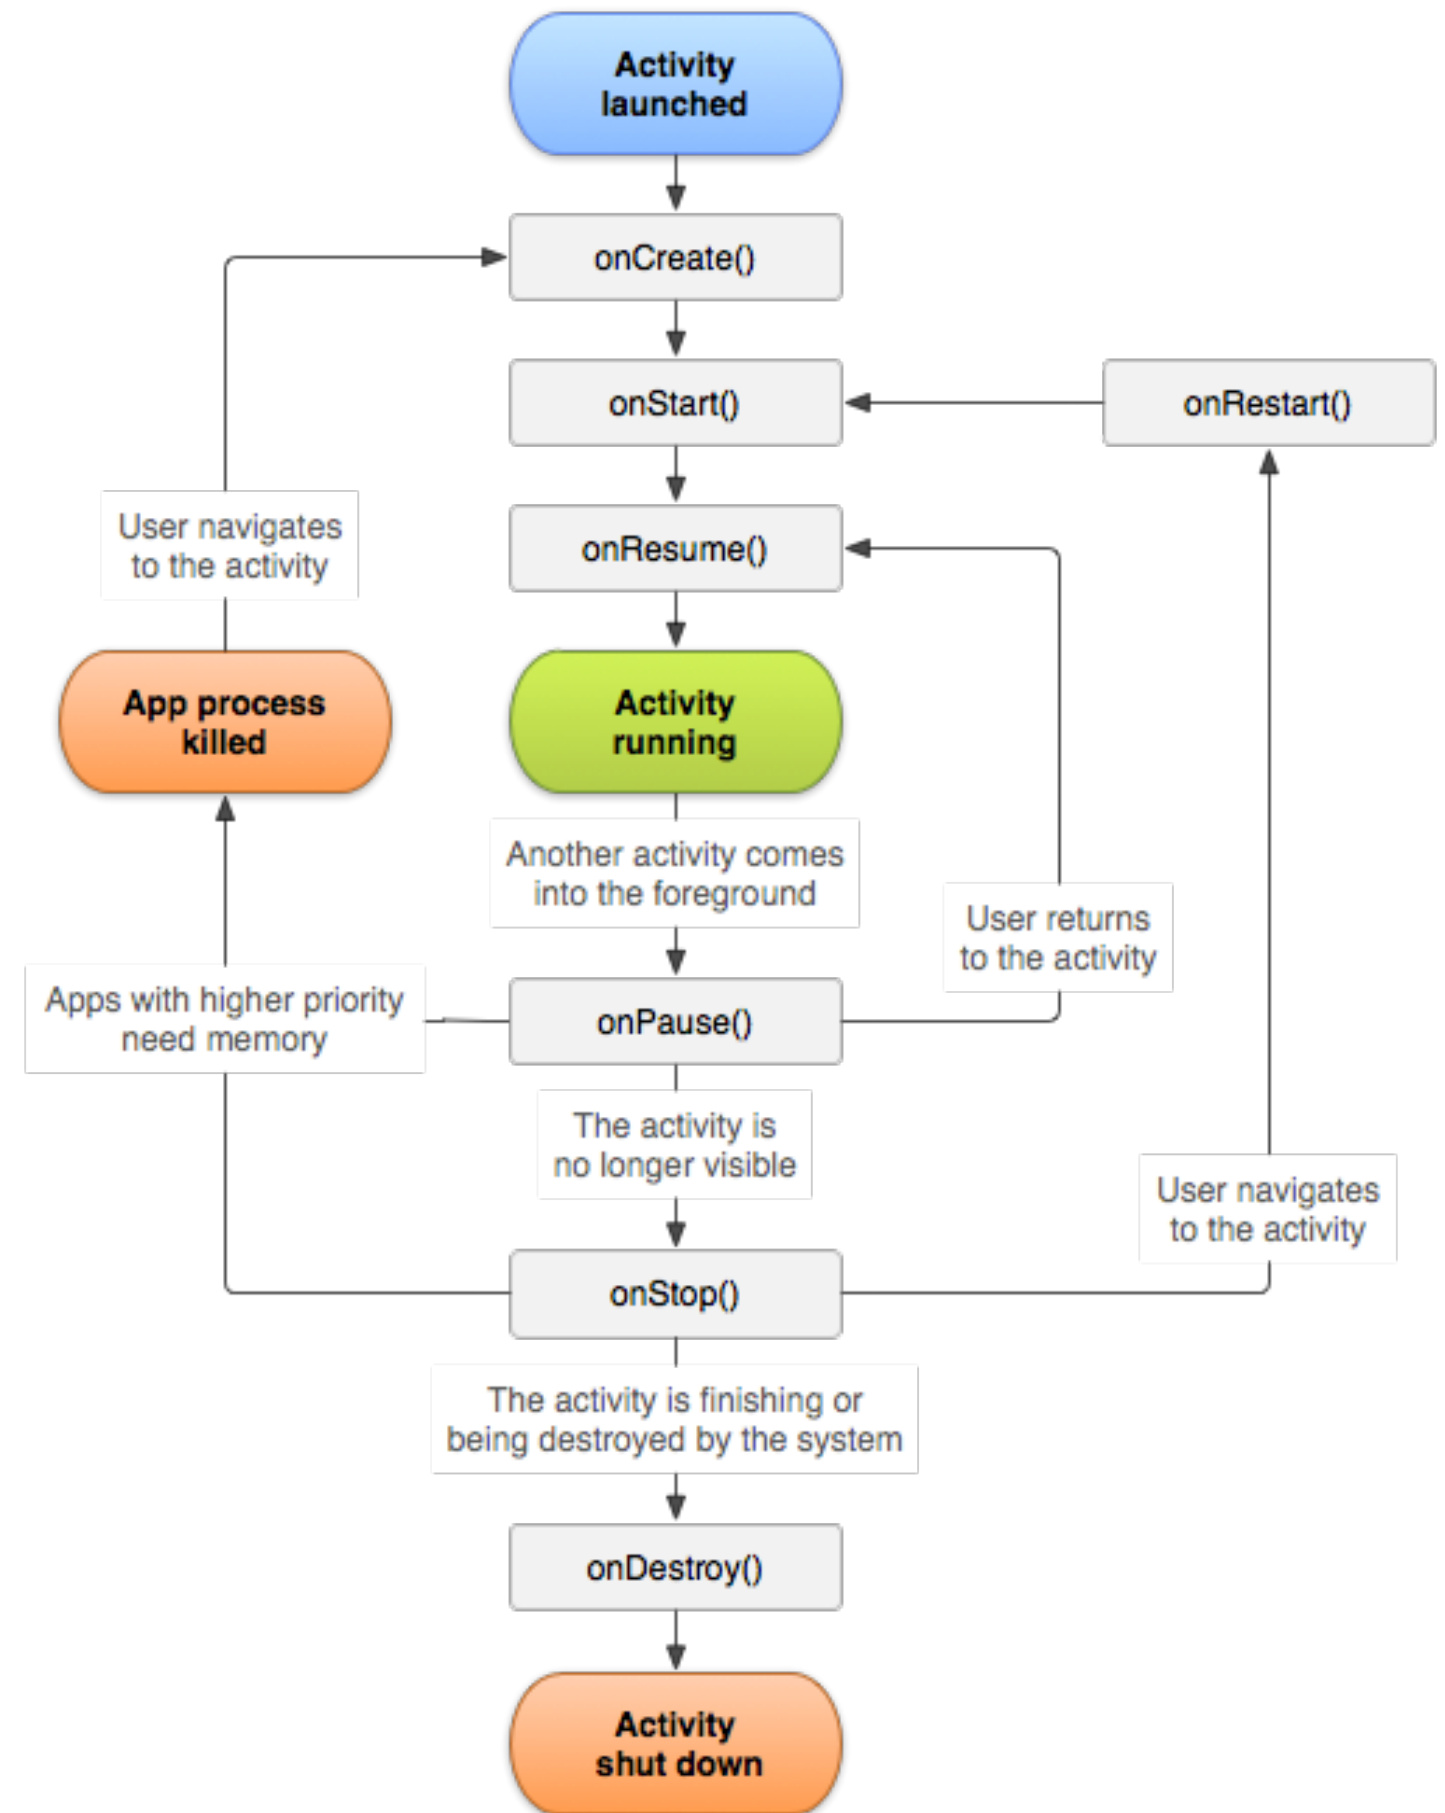 Activity
launched
onCreate()
onStart()
onRestart()
onResume()
User navigates
to the activity
App process
killed
Activity
running
Another activity comes
into the foreground
User returns
to the activity
Apps with higher priority
need memory
onPause()
The activity is
no longer visible
User navigates
to the activity
onStop()
The activity is finishing or
being destroyed by the system
onDestroy()
Activity
shut down